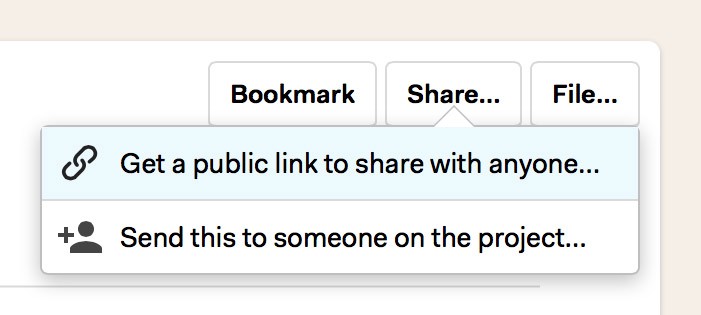 Bookmark Share... File...
Get a public link to share with anyone...
Send this to someone on the project...